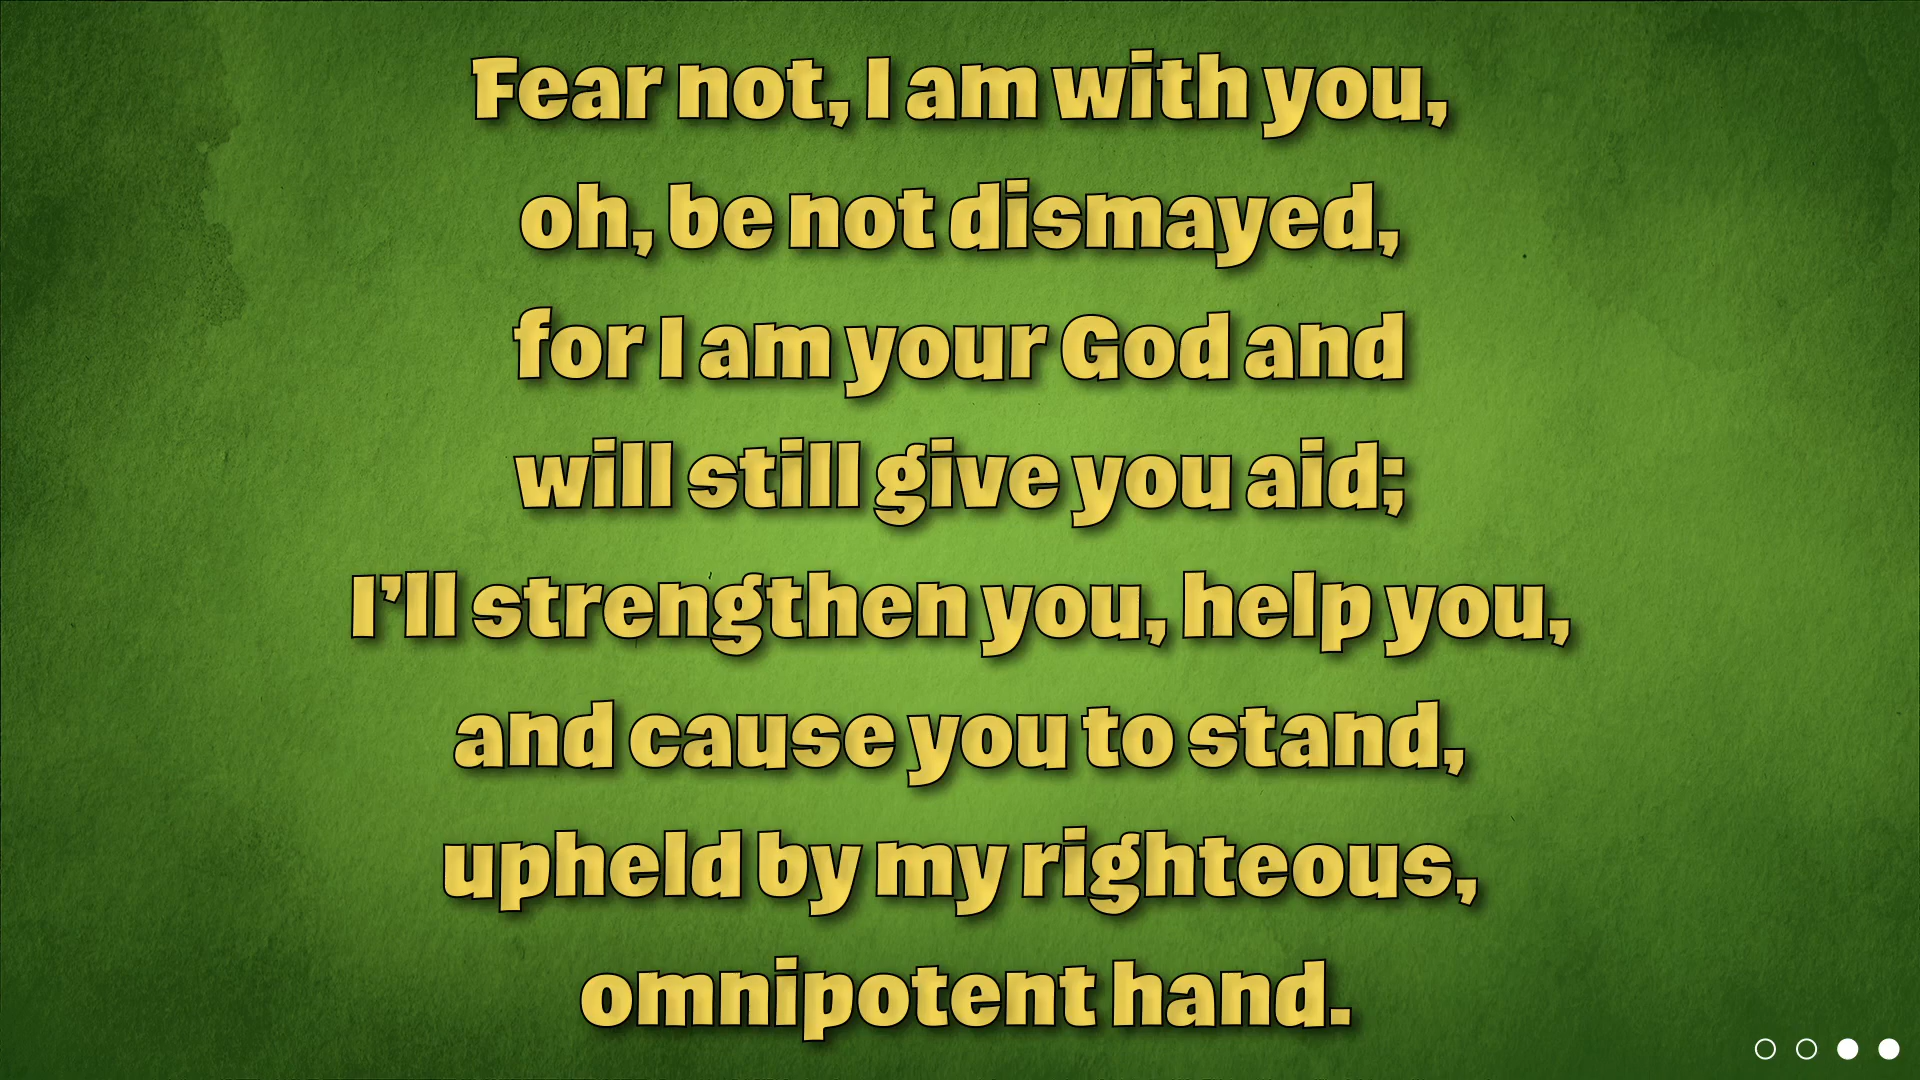 Fear not, I am with you,
oh, be not dismayed,
for I am your God and
will still give you aid;
I’ll strengthen you, help you,
and cause you to stand,
upheld by my righteous,
omnipotent hand.